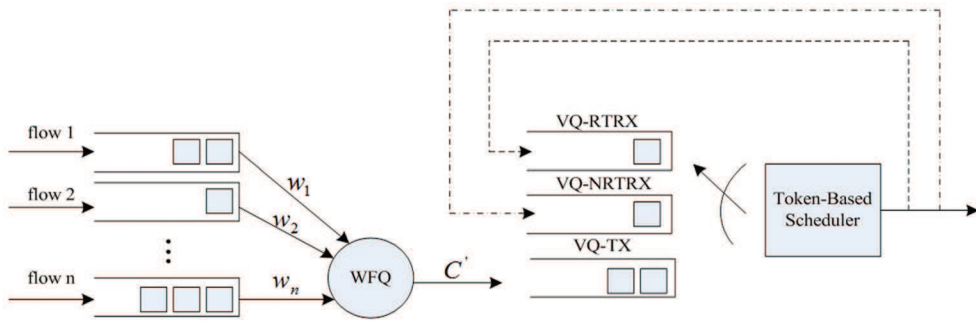 flow 1
flow 2
flow n
w1
w2
wn
WFQ
C'
VQ-RTRX
VQ-NRTRX
VQ-TX
Token-Based
Scheduler